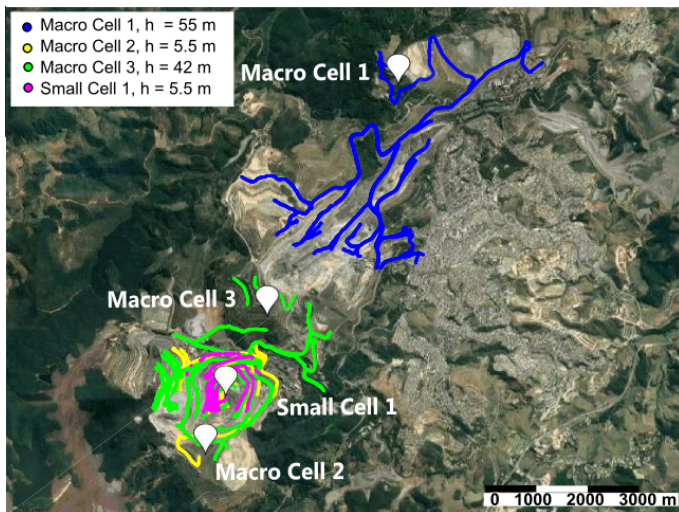 Macro Cell 1, h = 55 m
Macro Cell 2, h = 5.5 m
Macro Cell 3, h = 42 m
Small Cell 1, h = 5.5 m
Macro Cell 1
Macro Cell 3
Small Cell 1
Macro Cell 2
0 1000 2000 3000 m